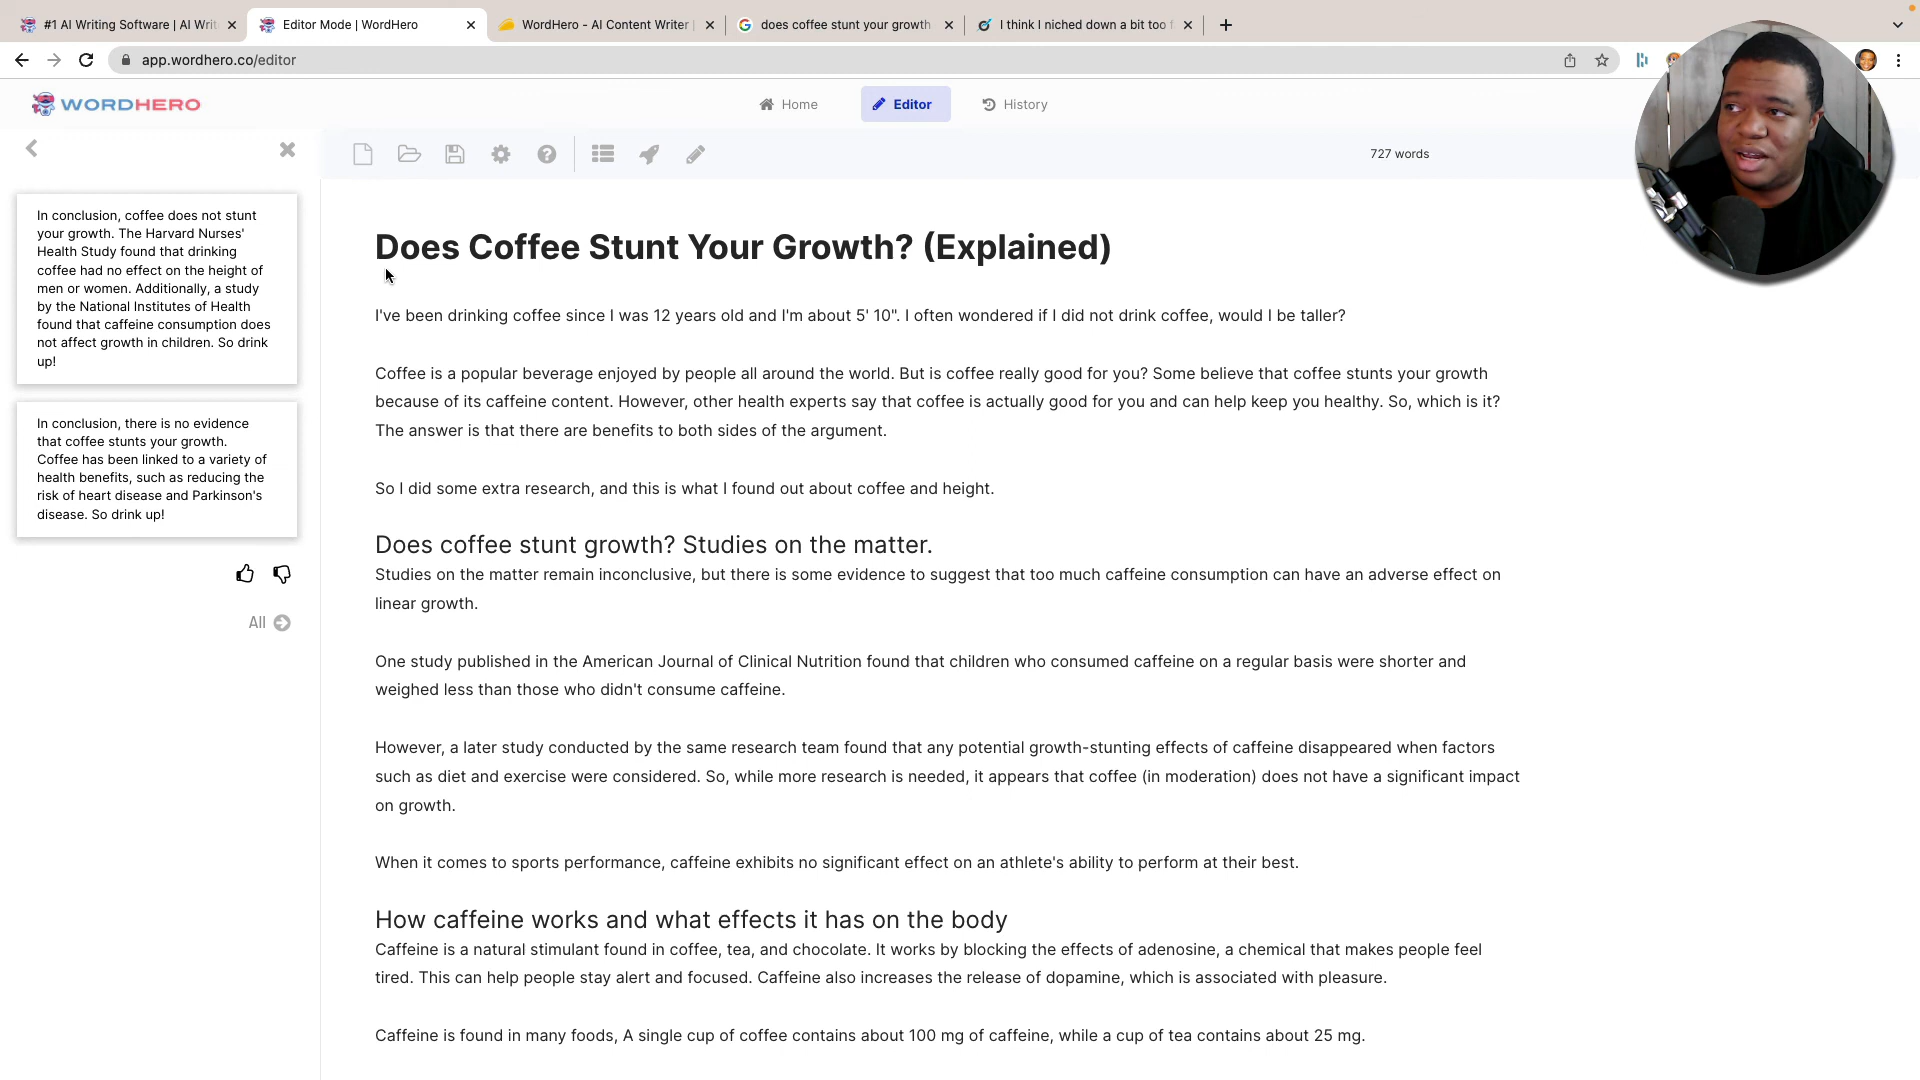 #1 AI Writing Software | AI Writ
Editor Mode | WordHero
WordHero - AI Content Writer |
does coffee stunt your growth
I think I niched down a bit too f
app.wordhero.co/editor
WORDHERO
Home
Editor
History
727 words
In conclusion, coffee does not stunt
your growth. The Harvard Nurses'
Health Study found that drinking
coffee had no effect on the height of
men or women. Additionally, a study
by the National Institutes of Health
found that caffeine consumption does
not affect growth in children. So drink
up!
In conclusion, there is no evidence
that coffee stunts your growth.
Coffee has been linked to a variety of
health benefits, such as reducing the
risk of heart disease and Parkinson's
disease. So drink up!
All
Does Coffee Stunt Your Growth? (Explained)
I've been drinking coffee since I was 12 years old and I'm about 5' 10". I often wondered if I did not drink coffee, would I be taller?
Coffee is a popular beverage enjoyed by people all around the world. But is coffee really good for you? Some believe that coffee stunts your growth
because of its caffeine content. However, other health experts say that coffee is actually good for you and can help keep you healthy. So, which is it?
The answer is that there are benefits to both sides of the argument.
So I did some extra research, and this is what I found out about coffee and height.
Does coffee stunt growth? Studies on the matter.
Studies on the matter remain inconclusive, but there is some evidence to suggest that too much caffeine consumption can have an adverse effect on
linear growth.
One study published in the American Journal of Clinical Nutrition found that children who consumed caffeine on a regular basis were shorter and
weighed less than those who didn't consume caffeine.
However, a later study conducted by the same research team found that any potential growth-stunting effects of caffeine disappeared when factors
such as diet and exercise were considered. So, while more research is needed, it appears that coffee (in moderation) does not have a significant impact
on growth.
When it comes to sports performance, caffeine exhibits no significant effect on an athlete's ability to perform at their best.
How caffeine works and what effects it has on the body
Caffeine is a natural stimulant found in coffee, tea, and chocolate. It works by blocking the effects of adenosine, a chemical that makes people feel
tired. This can help people stay alert and focused. Caffeine also increases the release of dopamine, which is associated with pleasure.
Caffeine is found in many foods, A single cup of coffee contains about 100 mg of caffeine, while a cup of tea contains about 25 mg.